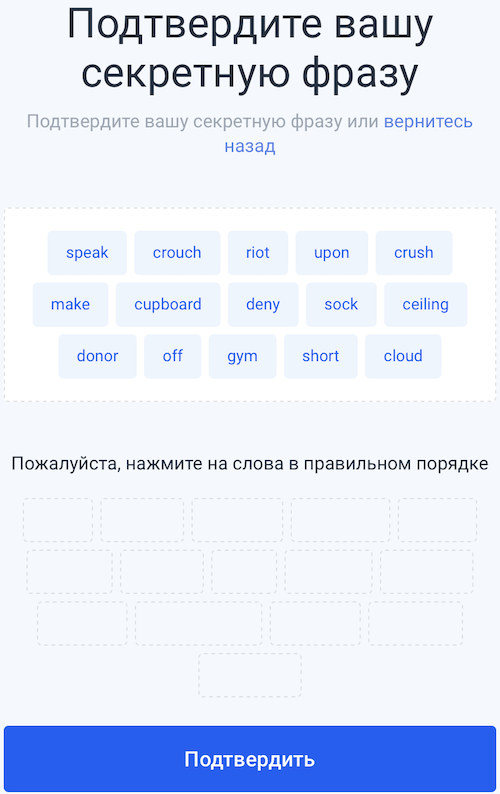 Подтвердите вашу
секретную фразу
Подтвердите вашу секретную фразу или вернитесь
назад
speak crouch riot upon crush
make cupboard deny sock ceiling
donor off gym short cloud
Пожалуйста, нажмите на слова в правильном порядке
Подтвердить